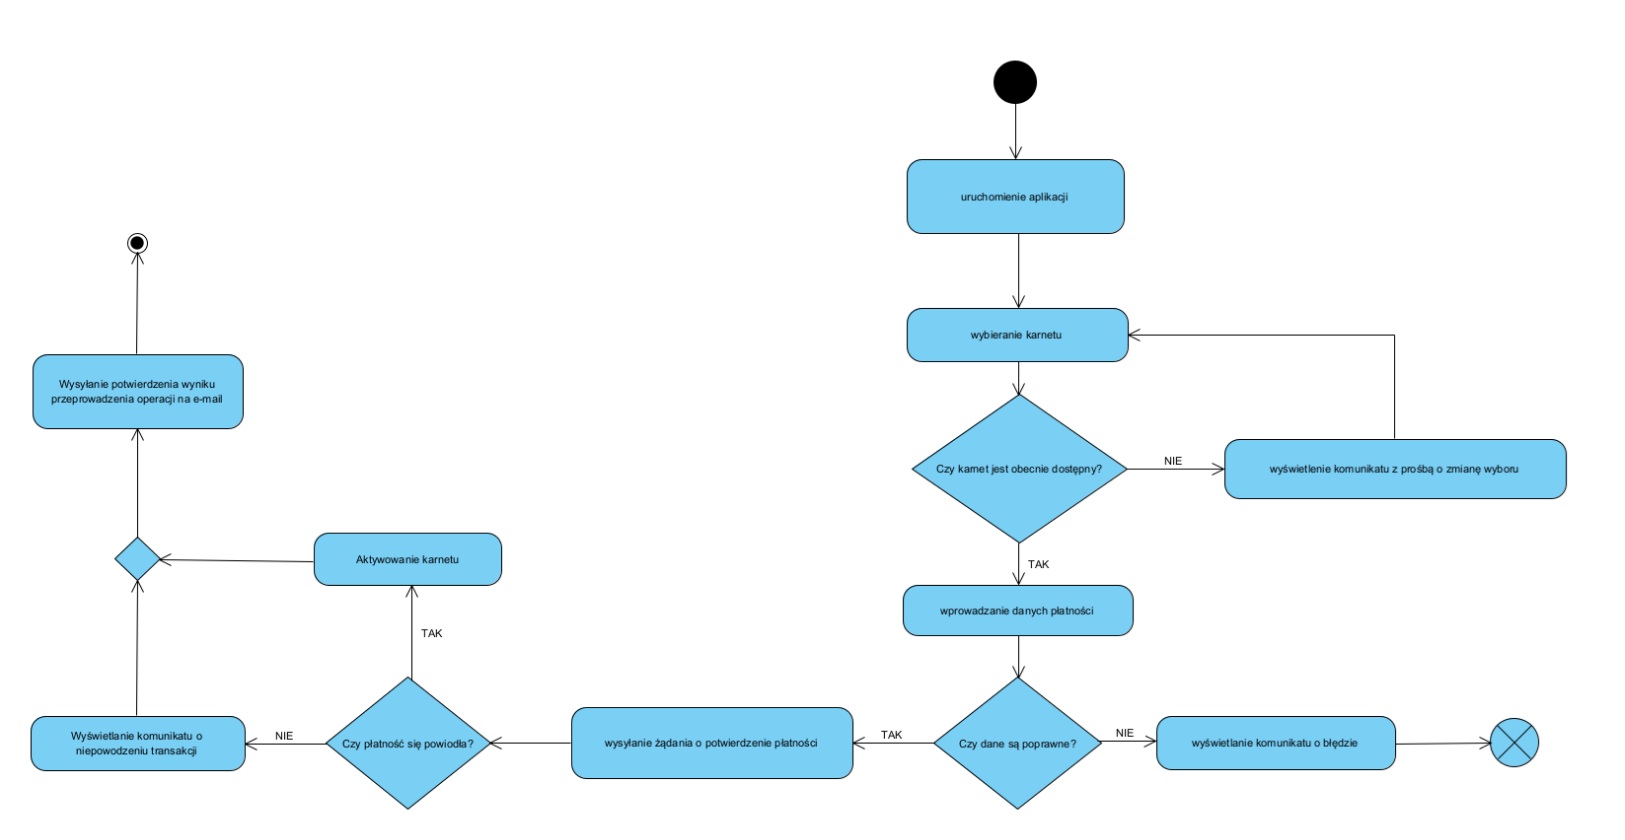 uruchomienie aplikacji
wybieranie karnetu
Czy karnet jest obecnie dostępny?
NIE
wyświetlenie komunikatu z prośbą o zmianę wyboru
TAK
wprowadzanie danych płatności
Czy dane są poprawne?
NIE
wyświetlanie komunikatu o błędzie
TAK
wysyłanie żądania o potwierdzenie płatności
Czy płatność się powiodła?
TAK
Aktywowanie karnetu
NIE
Wyświetlanie komunikatu o
niepowodzeniu transakcji
Wysyłanie potwierdzenia wyniku
przeprowadzenia operacji na e-mail